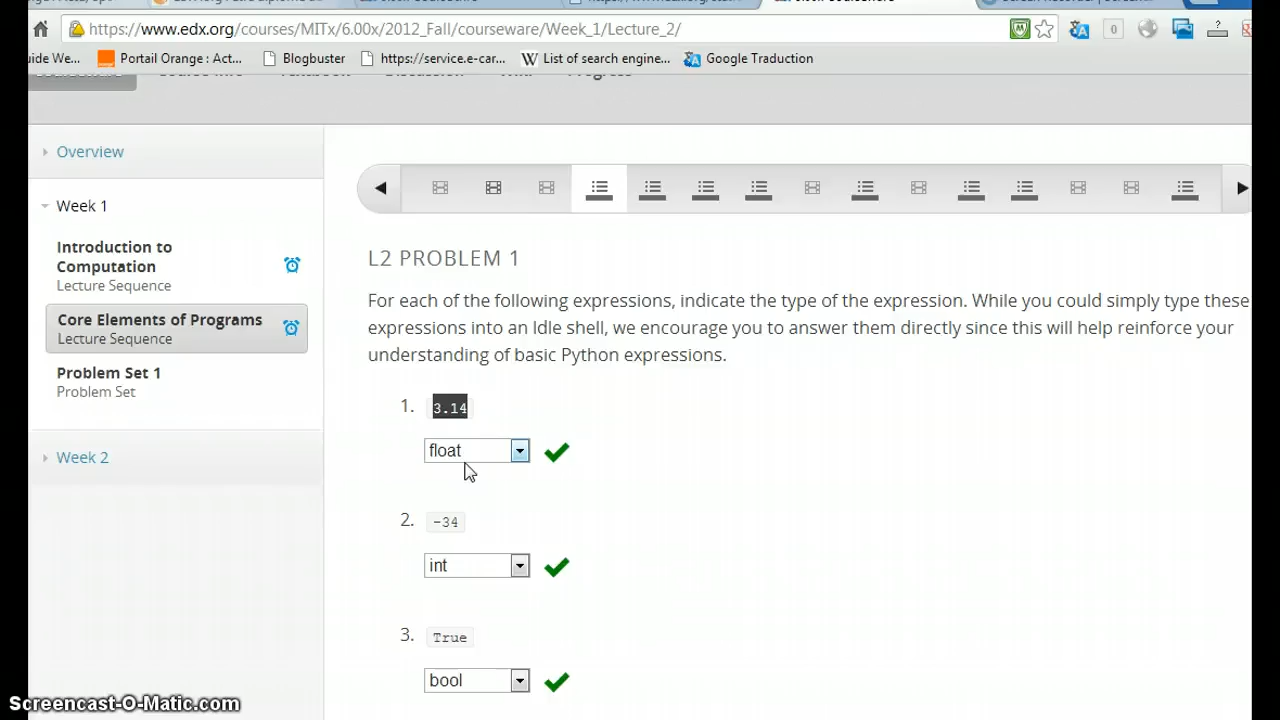 https://www.edx.org/courses/MITx/6.00x/2012_Fall/courseware/Week_1/Lecture_2/
uide We... Portail Orange : Act... Blogbuster https://service.e-car... List of search engine... Google Traduction
Overview
Week 1
Introduction to
Computation
Lecture Sequence
Core Elements of Programs
Lecture Sequence
Problem Set 1
Problem Set
Week 2
L2 PROBLEM 1
For each of the following expressions, indicate the type of the expression. While you could simply type these
expressions into an Idle shell, we encourage you to answer them directly since this will help reinforce your
understanding of basic Python expressions.
1. 3.14
float
2. -34
int
3. True
bool
Screencast-O-Matic.com